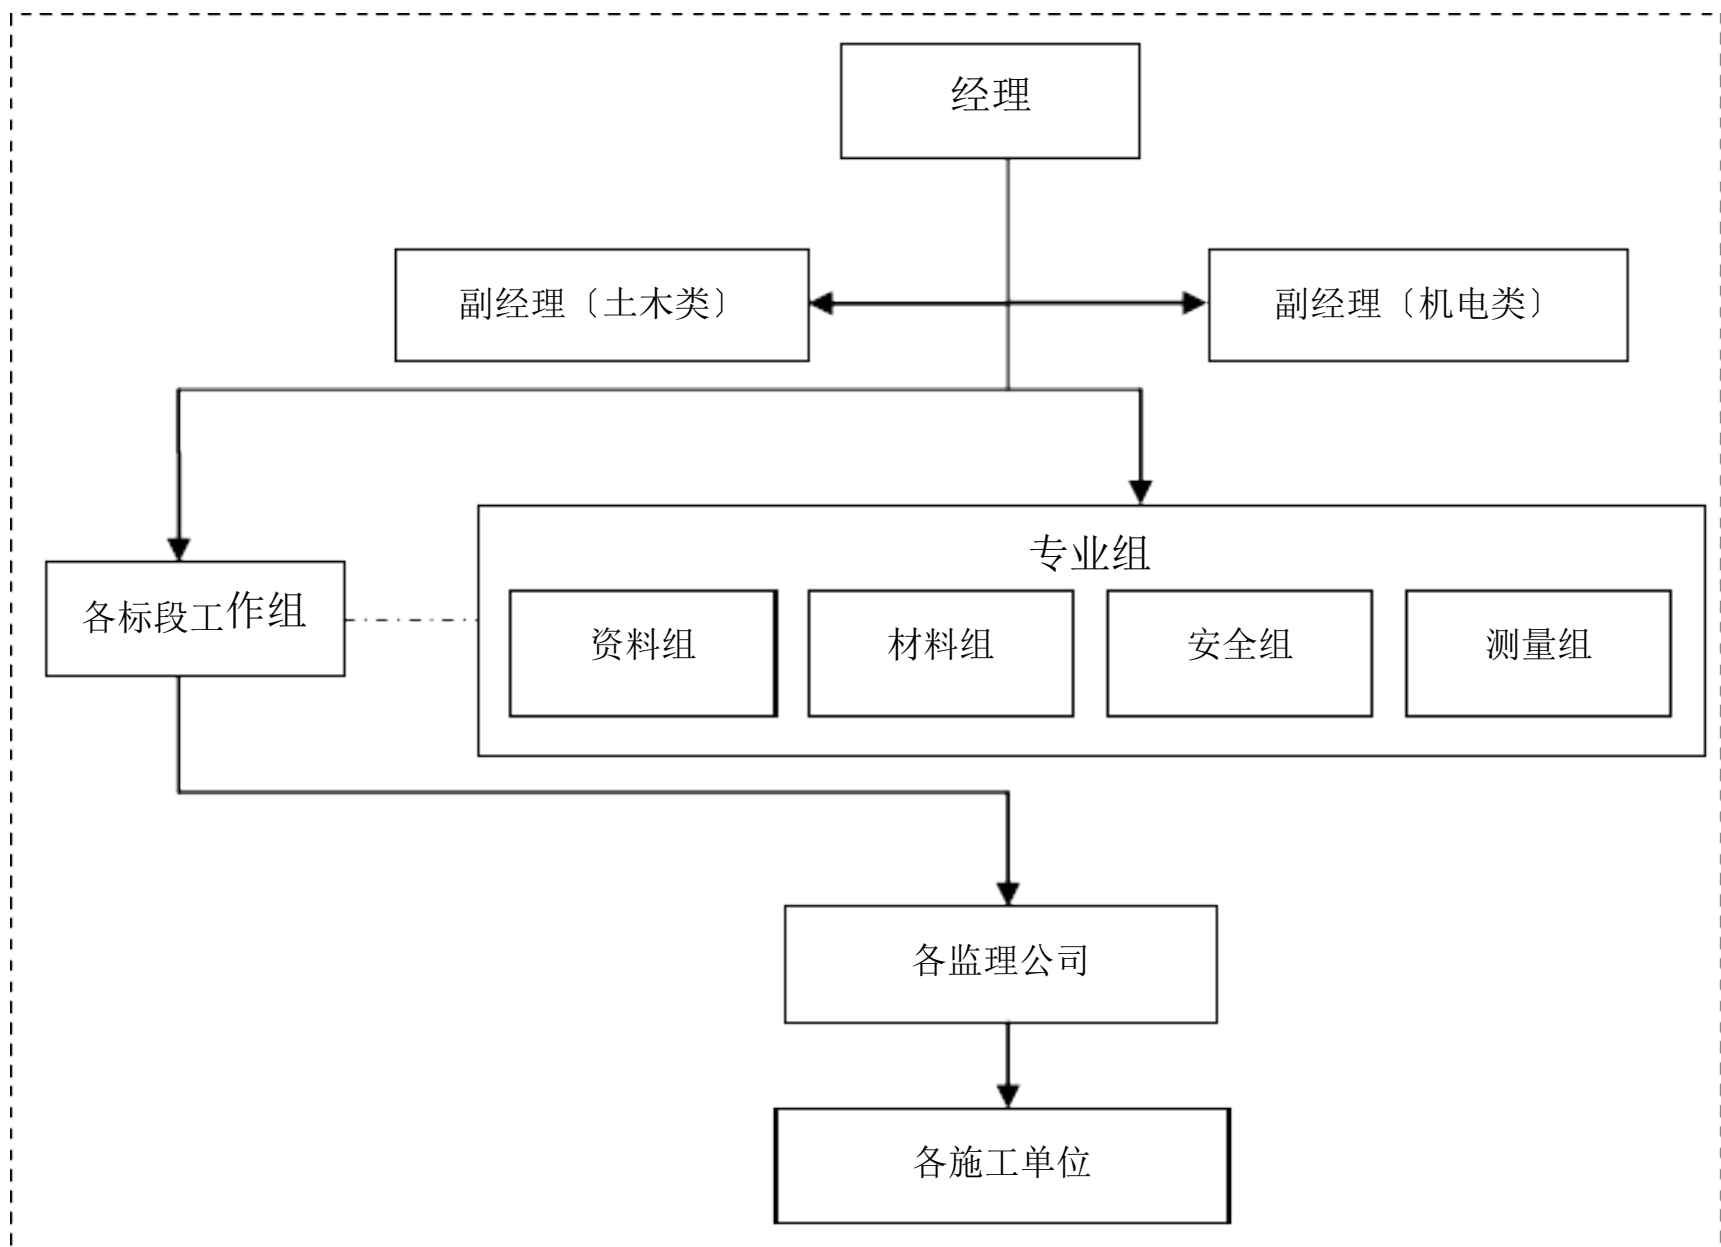 经理
副经理〔土木类〕
副经理〔机电类〕
专业组
各标段工作组
资料组
材料组
安全组
测量组
各监理公司
各施工单位